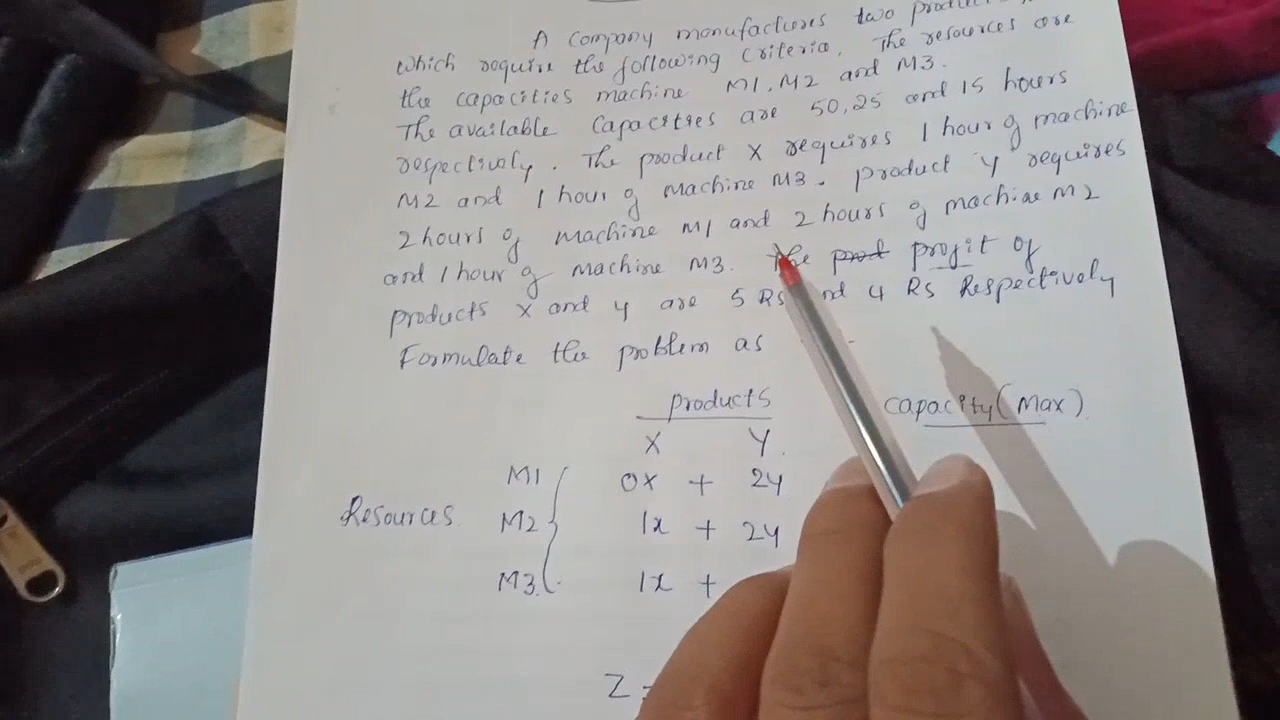 A Company manufactures two
which require the following Criteria. The resources are
the capacities machine M1, M2 and M3.
The available Capacities are 50, 25 and 15 hours
respectively. The product X requires 1 hour of machine
M2 and 1 hour of machine M3. product Y requires
2 hours of machine M1 and 2 hours of machine M2
and 1 hour of machine M3. The profit of
products X and Y are 5 Rs and 4 Rs Respectively
Formulate the problem as
products capacity (Max)
X Y
M1 0x + 2y
Resources M2 1x + 2y
M3 1x +
Z =